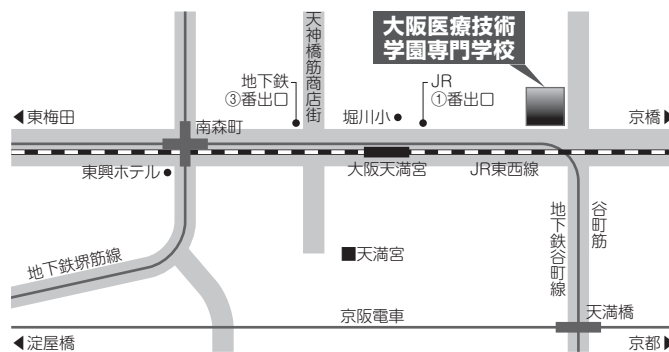 大阪医療技術
学園専門学校
天神橋筋商店街
地下鉄
③番出口
JR
①番出口
堀川小
◀東梅田
京橋▶
南森町
東興ホテル
大阪天満宮
JR東西線
地下鉄堺筋線
■天満宮
地下鉄谷町線
谷町筋
天満橋
京阪電車
◀淀屋橋
京都▶